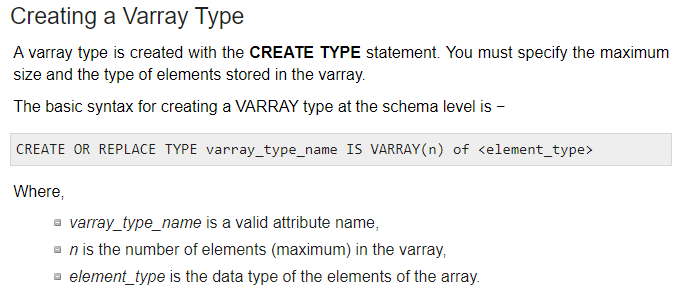 Creating a Varray Type
A varray type is created with the CREATE TYPE statement. You must specify the maximum
size and the type of elements stored in the varray.
The basic syntax for creating a VARRAY type at the schema level is −
CREATE OR REPLACE TYPE varray_type_name IS VARRAY(n) of <element_type>
Where,
varray_type_name is a valid attribute name,
n is the number of elements (maximum) in the varray,
element_type is the data type of the elements of the array.